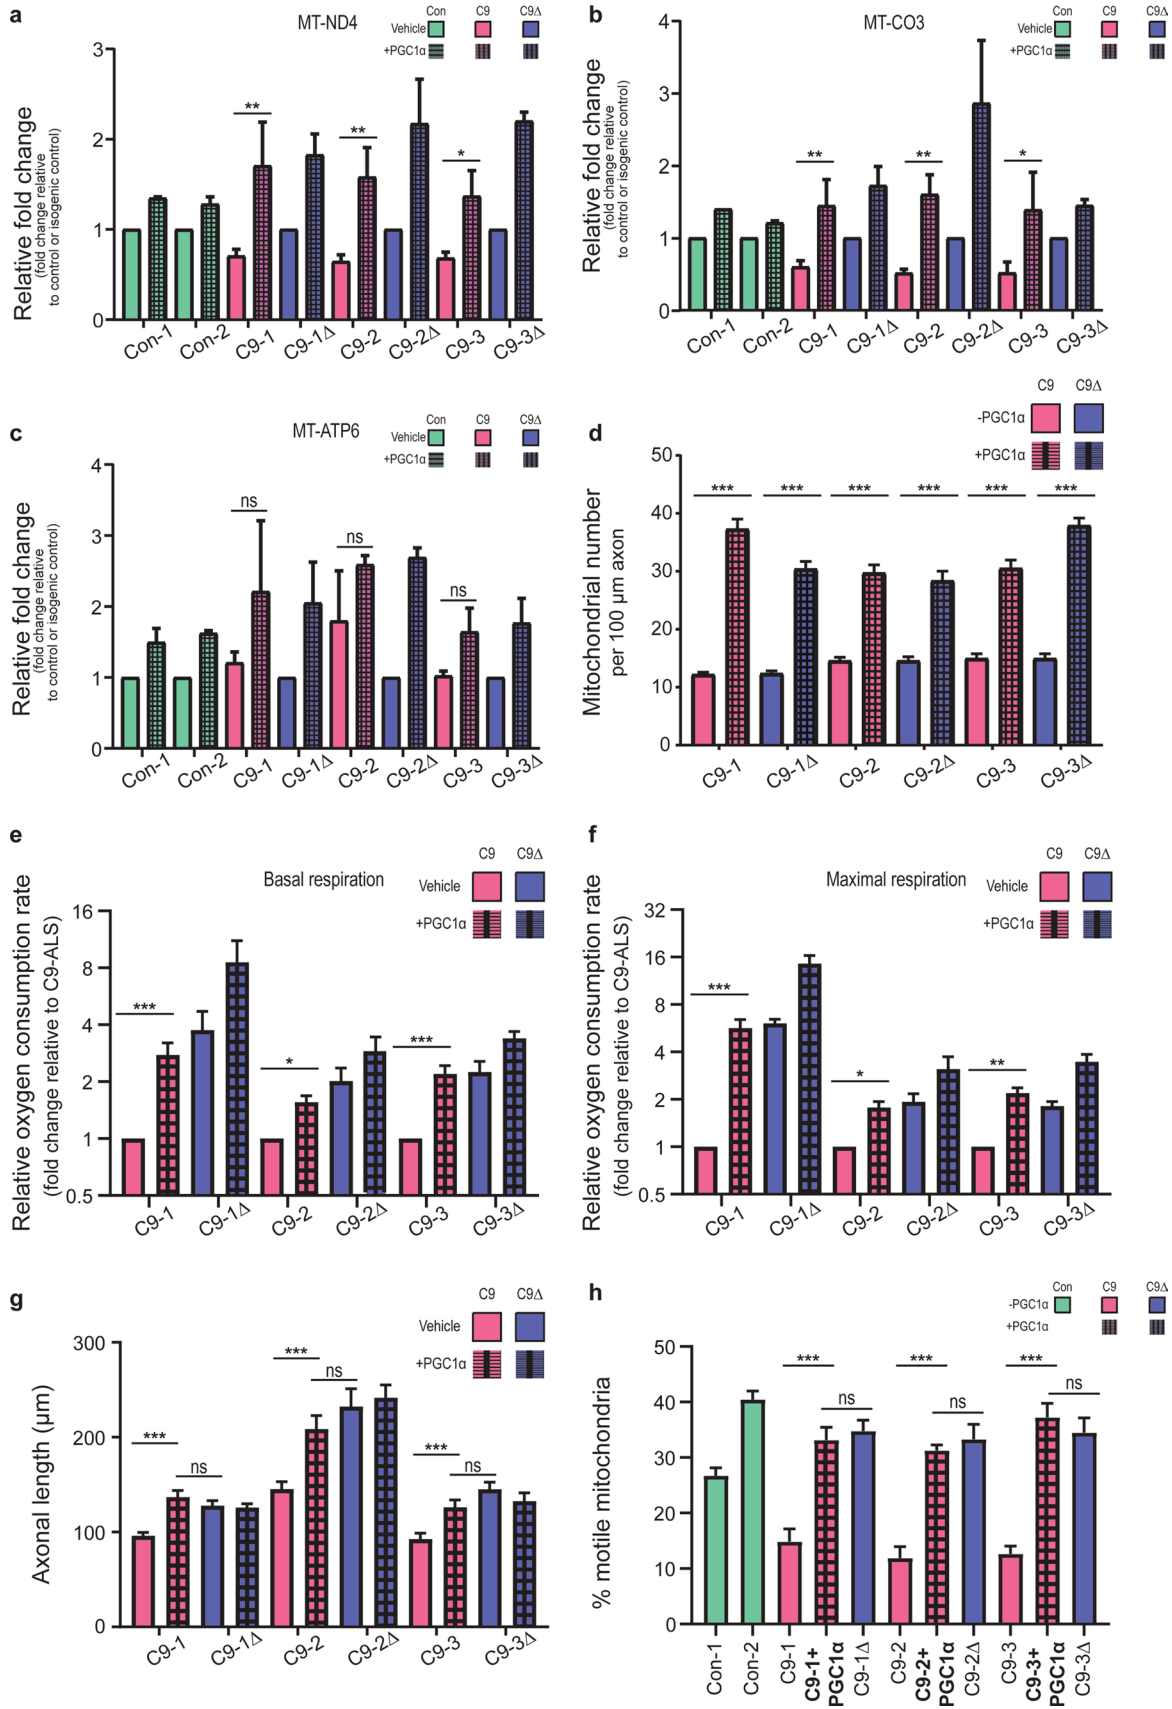 a
MT-ND4
Con C9 C9Δ
Vehicle
+PGC1α
Relative fold change
(fold change relative
to control or isogenic control)
3
2
1
0
**
**
*
Con-1 Con-2 C9-1 C9-1Δ C9-2 C9-2Δ C9-3 C9-3Δ
b
MT-CO3
Con C9 C9Δ
Vehicle
+PGC1α
Relative fold change
(fold change relative
to control or isogenic control)
4
3
2
1
0
**
**
*
Con-1 Con-2 C9-1 C9-1Δ C9-2 C9-2Δ C9-3 C9-3Δ
c
MT-ATP6
Con C9 C9Δ
Vehicle
+PGC1α
Relative fold change
(fold change relative
to control or isogenic control)
4
3
2
1
0
ns
ns
ns
Con-1 Con-2 C9-1 C9-1Δ C9-2 C9-2Δ C9-3 C9-3Δ
d
C9 C9Δ
-PGC1α
+PGC1α
Mitochondrial number
per 100 µm axon
50
40
30
20
10
0
*** *** *** *** *** ***
C9-1 C9-1Δ C9-2 C9-2Δ C9-3 C9-3Δ
e
Basal respiration
C9 C9Δ
Vehicle
+PGC1α
Relative oxygen consumption rate
(fold change relative to C9-ALS)
16
8
4
2
1
0.5
***
*
***
C9-1 C9-1Δ C9-2 C9-2Δ C9-3 C9-3Δ
f
Maximal respiration
C9 C9Δ
Vehicle
+PGC1α
Relative oxygen consumption rate
(fold change relative to C9-ALS)
32
16
8
4
2
1
0.5
***
*
**
C9-1 C9-1Δ C9-2 C9-2Δ C9-3 C9-3Δ
g
C9 C9Δ
Vehicle
+PGC1α
Axonal length (µm)
300
200
100
0
***
ns
***
ns
***
ns
C9-1 C9-1Δ C9-2 C9-2Δ C9-3 C9-3Δ
h
Con C9 C9Δ
-PGC1α
+PGC1α
% motile mitochondria
50
40
30
20
10
0
***
ns
***
ns
***
ns
Con-1
Con-2
C9-1
C9-1+
PGC1α
C9-1Δ
C9-2
C9-2+
PGC1α
C9-2Δ
C9-3
C9-3+
PGC1α
C9-3Δ